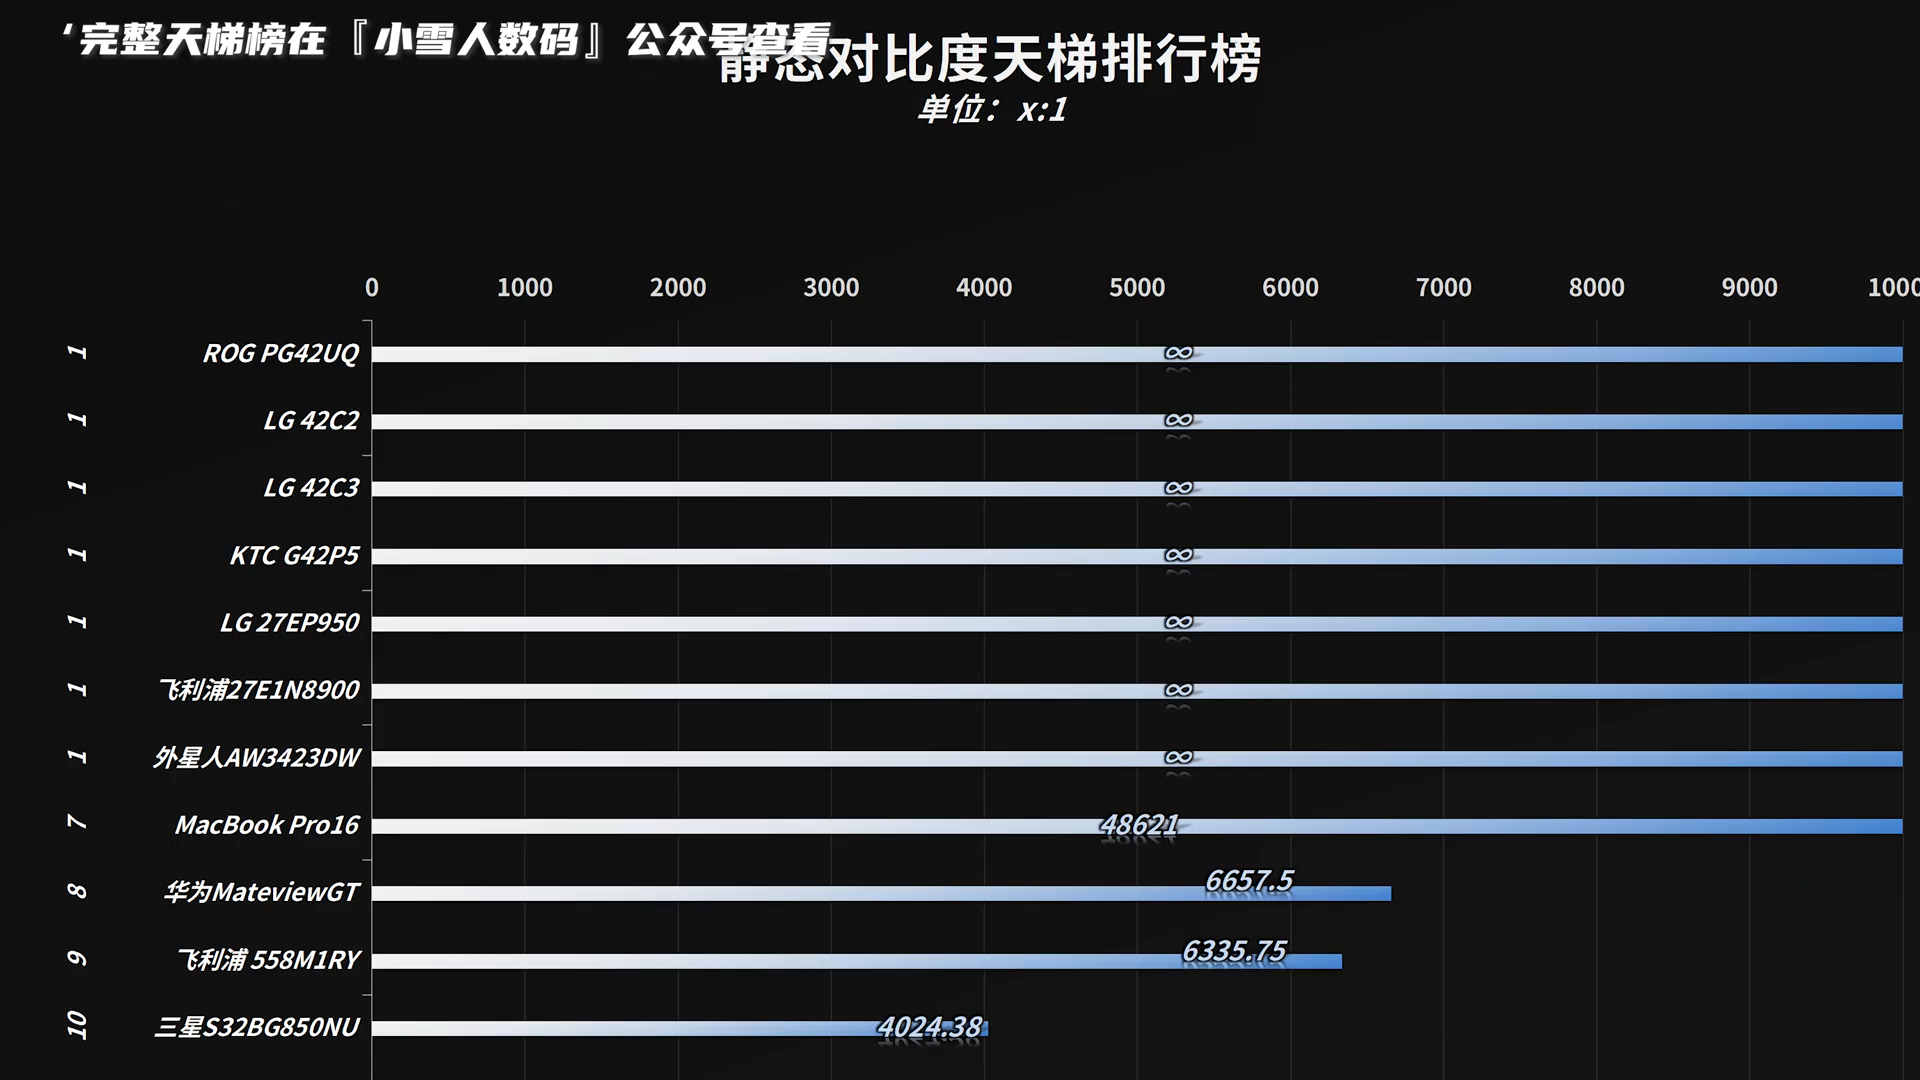 ‘完整天梯榜在『小雪人数码』公众号查看
静态对比度天梯排行榜
单位：x:1
0 1000 2000 3000 4000 5000 6000 7000 8000 9000 1000
1 ROG PG42UQ ∞
1 LG 42C2 ∞
1 LG 42C3 ∞
1 KTC G42P5 ∞
1 LG 27EP950 ∞
1 飞利浦27E1N8900 ∞
1 外星人AW3423DW ∞
7 MacBook Pro16 48621
8 华为MateviewGT 6657.5
9 飞利浦 558M1RY 6335.75
10 三星S32BG850NU 4024.38